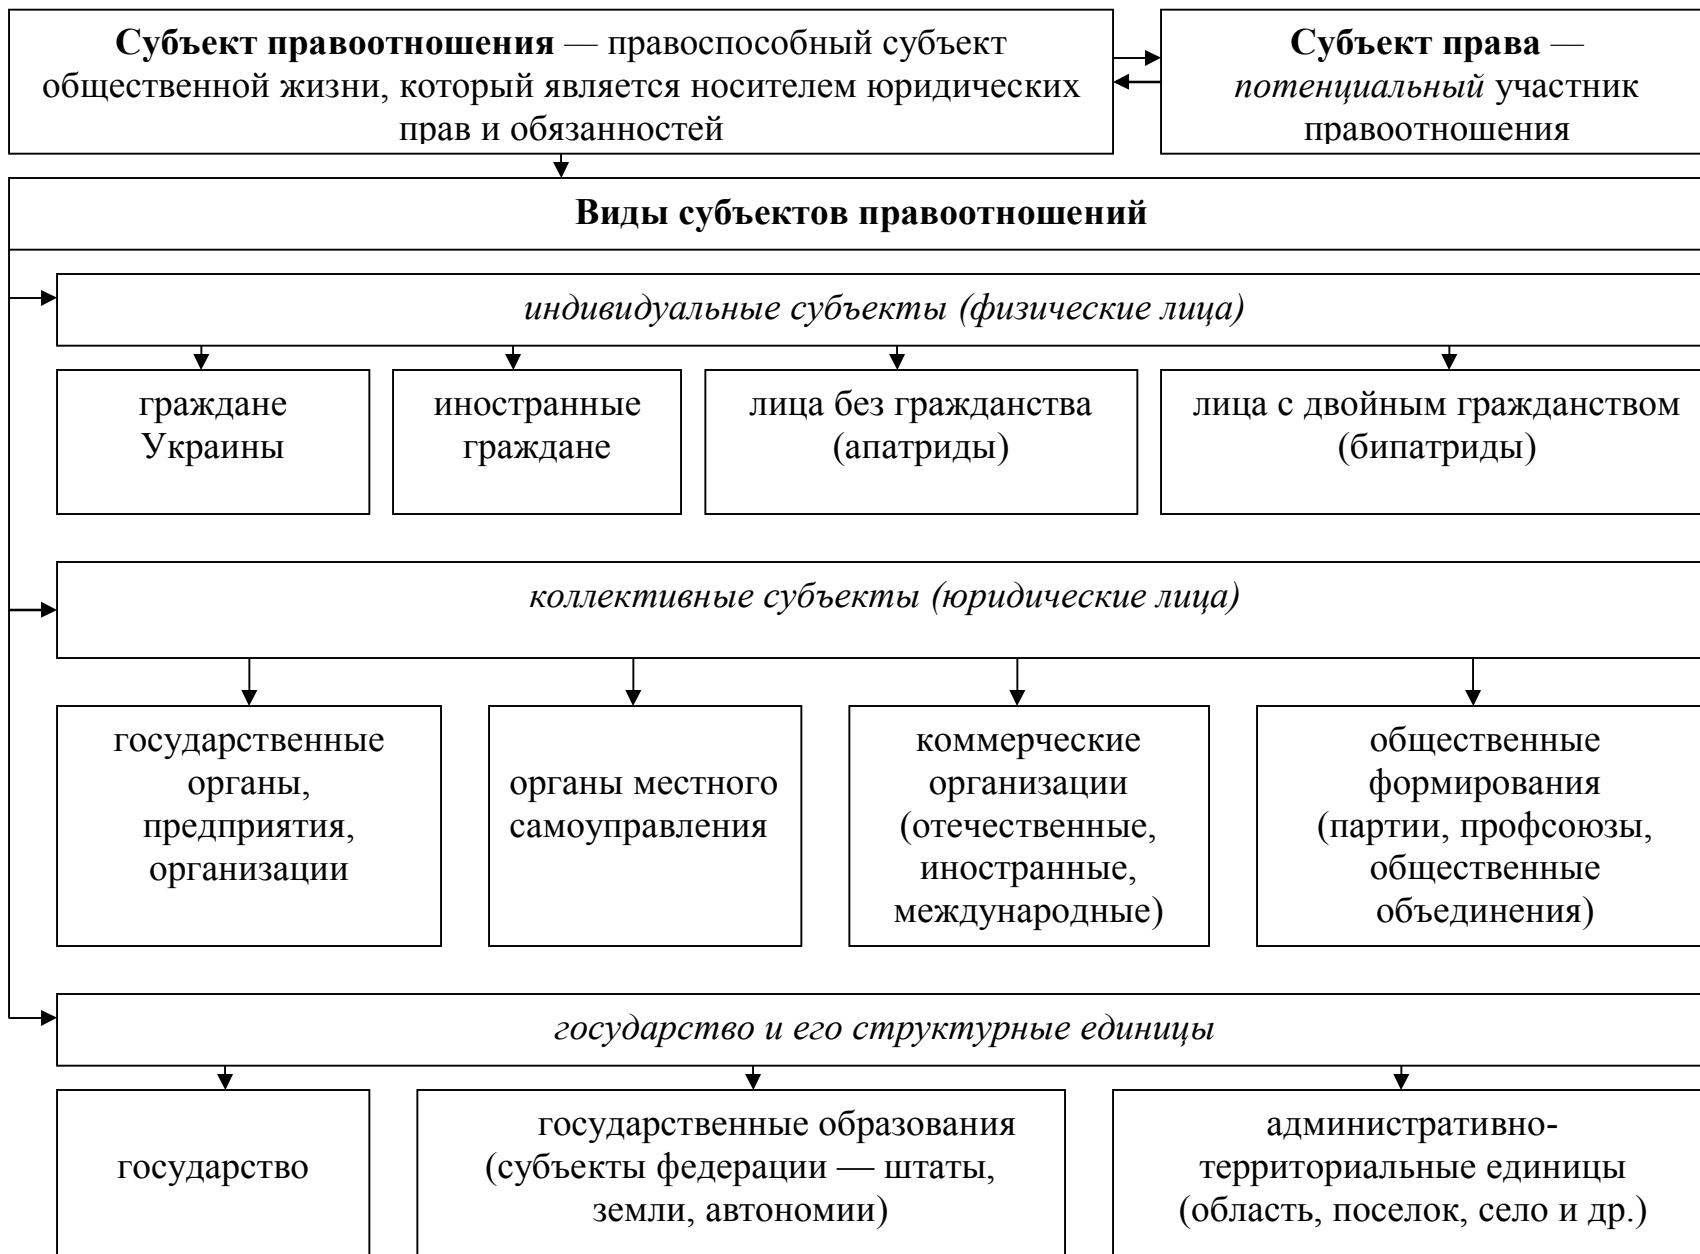 Субъект правоотношения — правоспособный субъект
общественной жизни, который является носителем юридических
прав и обязанностей
Субъект права —
потенциальный участник
правоотношения
Виды субъектов правоотношений
индивидуальные субъекты (физические лица)
граждане
Украины
иностранные
граждане
лица без гражданства
(апатриды)
лица с двойным гражданством
(бипатриды)
коллективные субъекты (юридические лица)
государственные
органы,
предприятия,
организации
органы местного
самоуправления
коммерческие
организации
(отечественные,
иностранные,
международные)
общественные
формирования
(партии, профсоюзы,
общественные
объединения)
государство и его структурные единицы
государство
государственные образования
(субъекты федерации — штаты,
земли, автономии)
административно-
территориальные единицы
(область, поселок, село и др.)